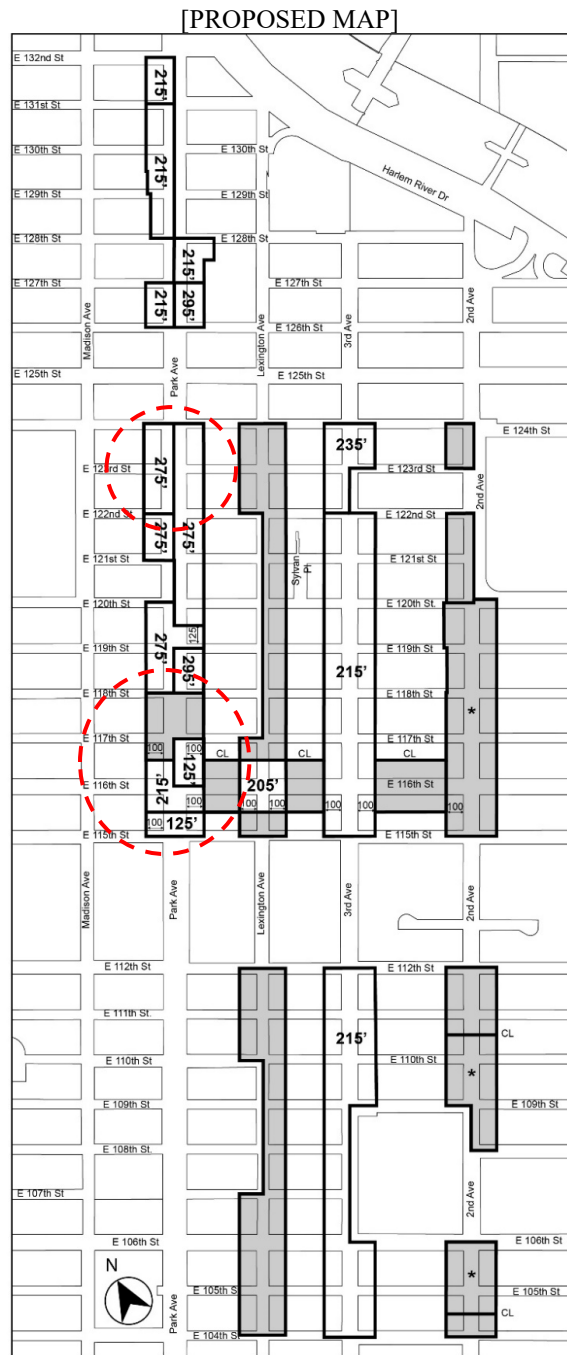 [PROPOSED MAP]
E 132nd St
215'
E 131st St
E 130th St
215'
E 130th St
Harlem River Dr
E 129th St
E 129th St
E 128th St
E 128th St
215'
E 127th St
E 127th St
215'
295'
Madison Ave
Park Ave
Lexington Ave
3rd Ave
2nd Ave
E 126th St
E 125th St
E 125th St
E 124th St
235'
E 123rd St
E 123rd St
275'
E 122nd St
E 122nd St
2nd Ave
275'
275'
E 121st St
E 121st St
Sylvan Pl
E 120th St
E 120th St.
125
275'
E 119th St
E 119th St
295'
215'
E 118th St
E 118th St
*
E 117th St
E 117th St
100
100
CL
CL
CL
125'
E 116th St
215'
205'
E 116th St
100
100
100
100
100
100
100
125'
E 115th St
E 115th St
Madison Ave
Park Ave
Lexington Ave
3rd Ave
2nd Ave
E 112th St
E 112th St
E 111th St.
215'
CL
E 110th St
E 110th St
*
E 109th St
E 109th St
E 108th St.
E 107th St
2nd Ave
E 106th St
E 106th St
N
*
E 105th St
E 105th St
Park Ave
CL
E 104th St